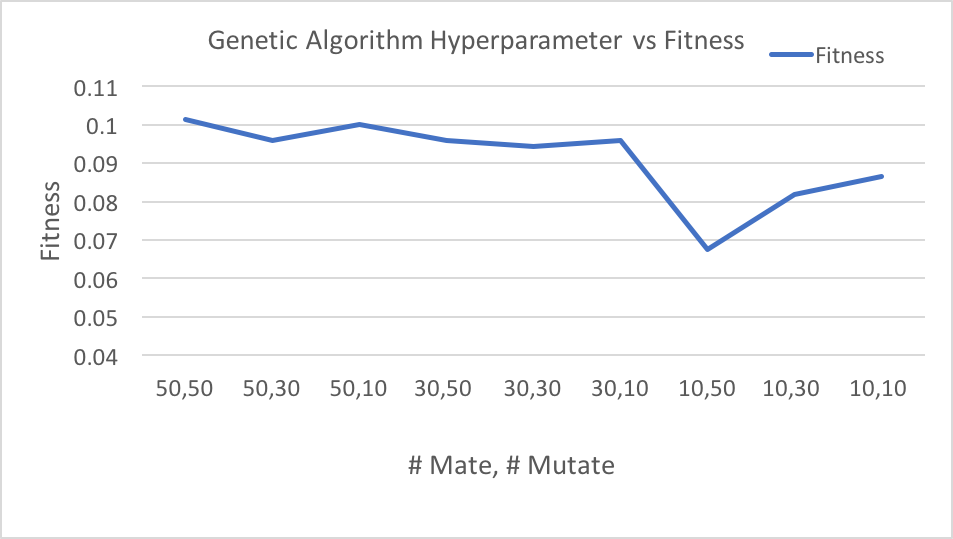 Genetic Algorithm Hyperparameter vs Fitness
Fitness
0.11
0.1
0.09
0.08
0.07
0.06
0.05
0.04
Fitness
50,50 50,30 50,10 30,50 30,30 30,10 10,50 10,30 10,10
# Mate, # Mutate